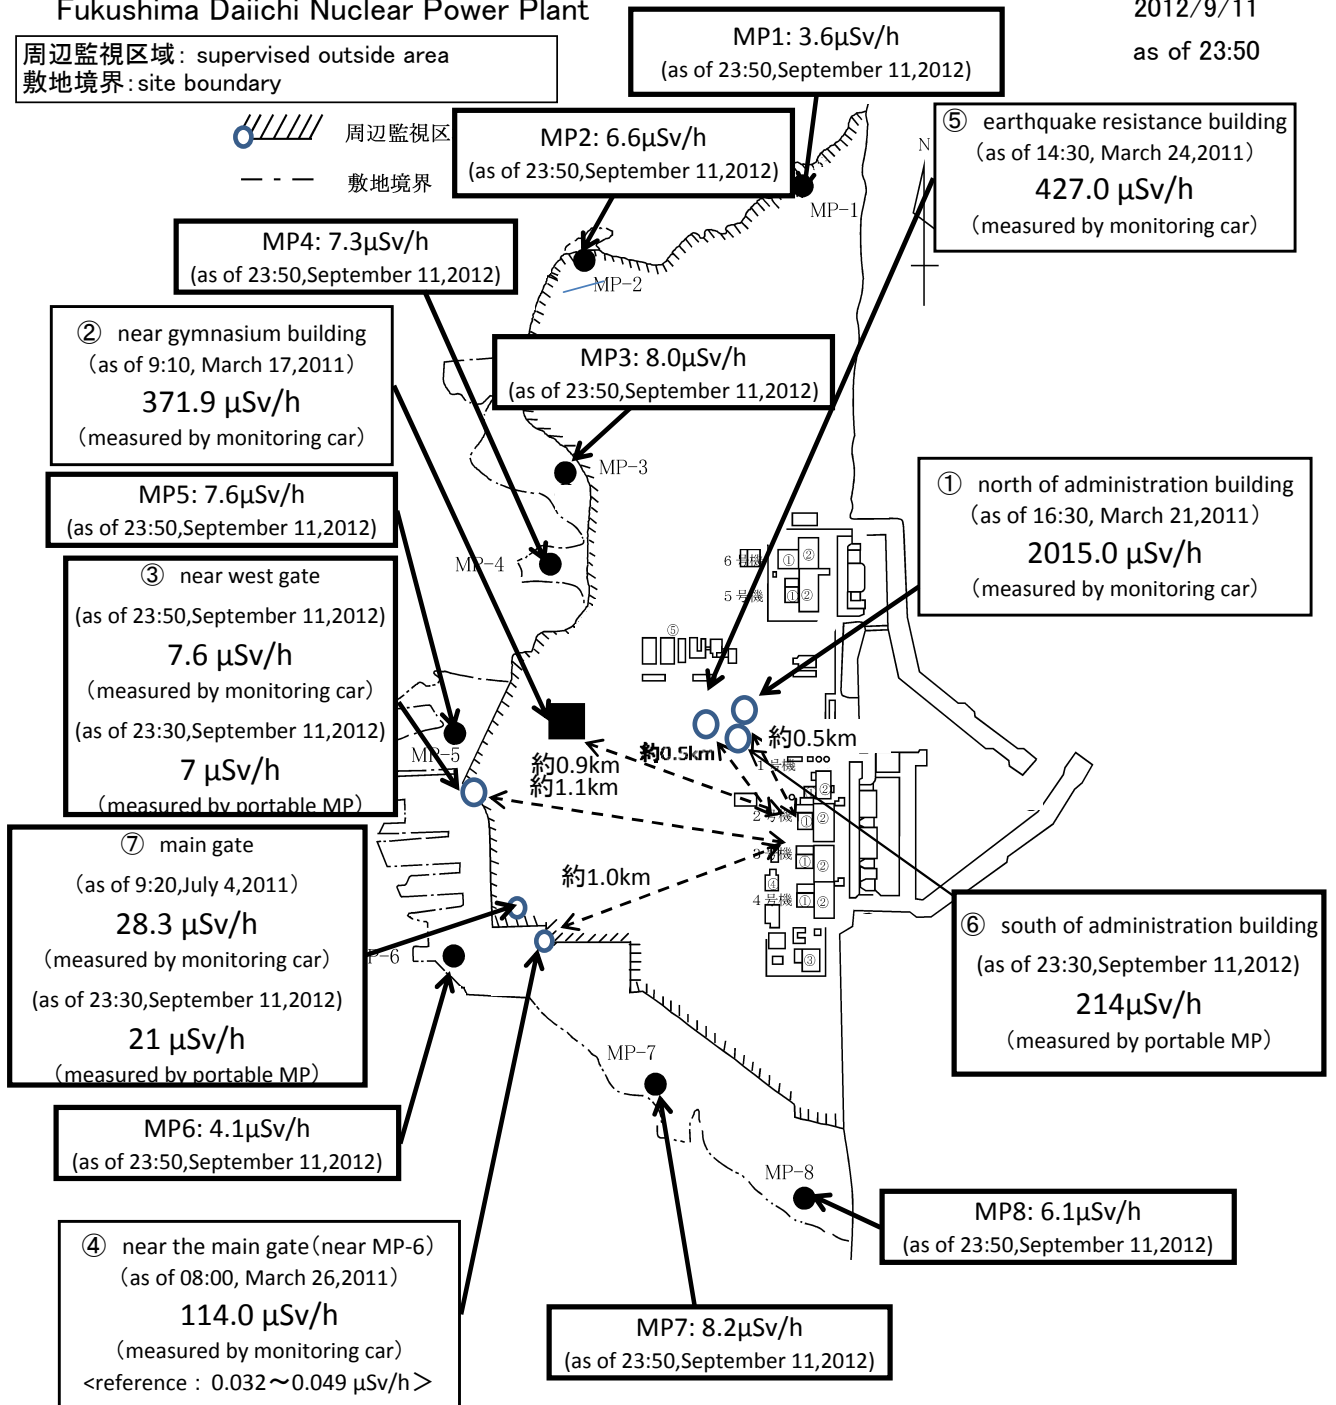 Fukushima Daiichi Nuclear Power Plant
2012/9/11
as of 23:50
周辺監視区域: supervised outside area
敷地境界:site boundary
周辺監視区
敷地境界
MP1: 3.6μSv/h
(as of 23:50,September 11,2012)
MP2: 6.6μSv/h
(as of 23:50,September 11,2012)
⑤ earthquake resistance building
(as of 14:30, March 24,2011)
427.0 μSv/h
(measured by monitoring car)
N
MP-1
MP4: 7.3μSv/h
(as of 23:50,September 11,2012)
MP-2
② near gymnasium building
(as of 9:10, March 17,2011)
371.9 μSv/h
(measured by monitoring car)
MP3: 8.0μSv/h
(as of 23:50,September 11,2012)
MP-3
MP5: 7.6μSv/h
(as of 23:50,September 11,2012)
① north of administration building
(as of 16:30, March 21,2011)
2015.0 μSv/h
(measured by monitoring car)
MP-4
6号機
① ②
5号機
① ②
⑤
③ near west gate
(as of 23:50,September 11,2012)
7.6 μSv/h
(measured by monitoring car)
(as of 23:30,September 11,2012)
7 μSv/h
(measured by portable MP)
MP-5
約0.9km
約1.1km
約0.5km
約0.5km
1号機
②
2号機
① ②
3号機
① ②
④
4号機
① ②
③
約1.0km
⑦ main gate
(as of 9:20,July 4,2011)
28.3 μSv/h
(measured by monitoring car)
(as of 23:30,September 11,2012)
21 μSv/h
(measured by portable MP)
P-6
⑥ south of administration building
(as of 23:30,September 11,2012)
214μSv/h
(measured by portable MP)
MP-7
MP6: 4.1μSv/h
(as of 23:50,September 11,2012)
MP-8
MP8: 6.1μSv/h
(as of 23:50,September 11,2012)
④ near the main gate(near MP-6)
(as of 08:00, March 26,2011)
114.0 μSv/h
(measured by monitoring car)
<reference : 0.032～0.049 μSv/h>
MP7: 8.2μSv/h
(as of 23:50,September 11,2012)